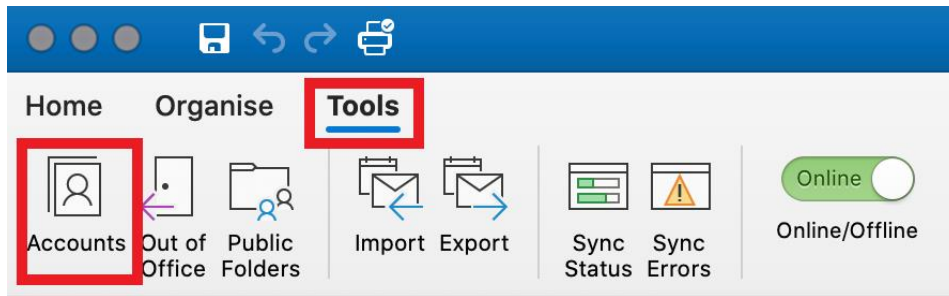 Home Organise Tools
Accounts Out of Office Public Folders Import Export Sync Status Sync Errors Online
Online/Offline